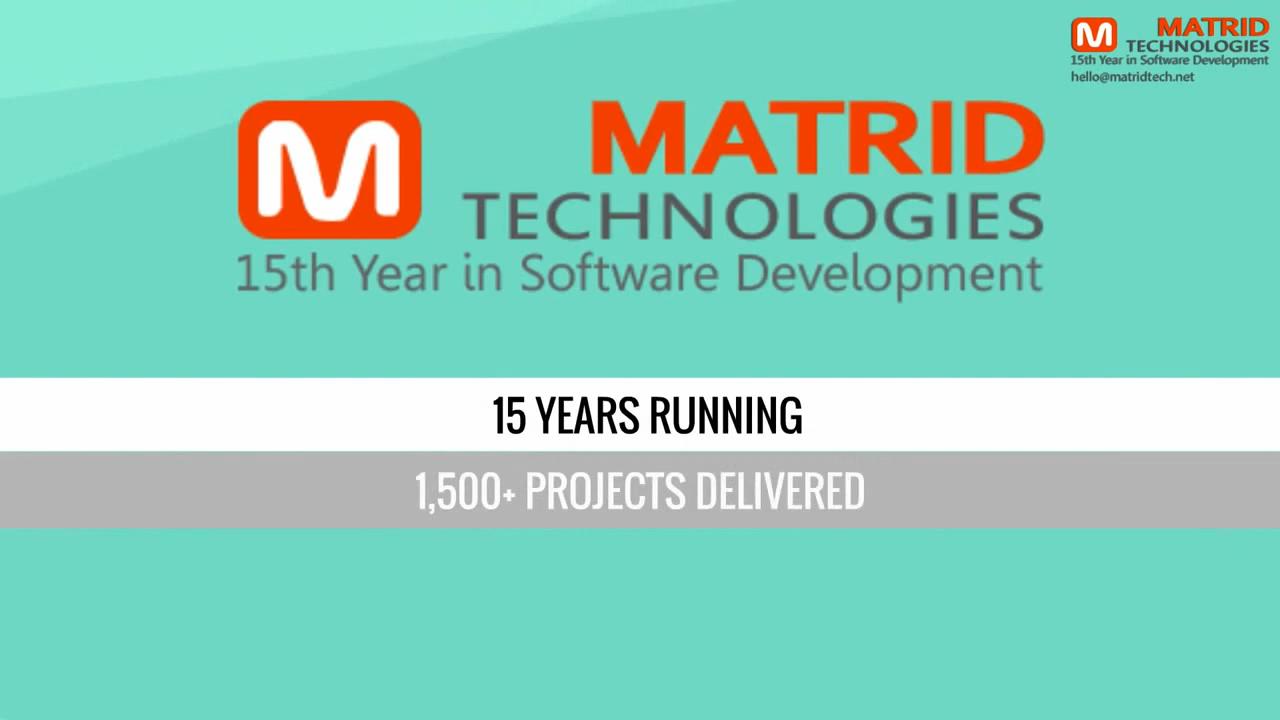 M MATRID
TECHNOLOGIES
15th Year in Software Development
hello@matridtech.net
M MATRID
TECHNOLOGIES
15th Year in Software Development
15 YEARS RUNNING
1,500+ PROJECTS DELIVERED